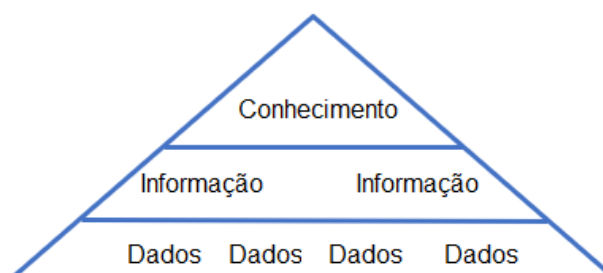 Conhecimento
Informação Informação
Dados Dados Dados Dados